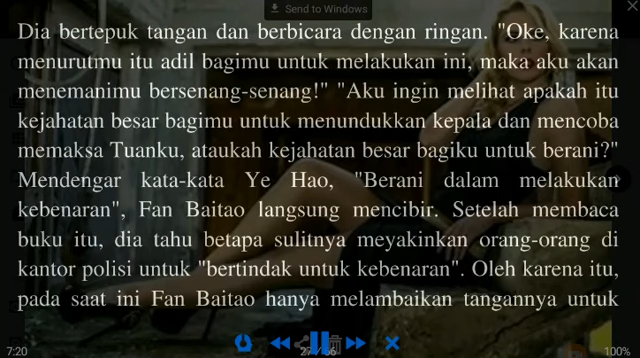 Send to Windows
Dia bertepuk tangan dan berbicara dengan ringan. "Oke, karena
menurutmu itu adil bagimu untuk melakukan ini, maka aku akan
menemanimu bersenang-senang!" "Aku ingin melihat apakah itu
kejahatan besar bagimu untuk menundukkan kepala dan mencoba
memaksa Tuanku, ataukah kejahatan besar bagiku untuk berani?"
Mendengar kata-kata Ye Hao, "Berani dalam melakukan
kebenaran", Fan Baitao langsung mencibir. Setelah membaca
buku itu, dia tahu betapa sulitnya meyakinkan orang-orang di
kantor polisi untuk "bertindak untuk kebenaran". Oleh karena itu,
pada saat ini Fan Baitao hanya melambaikan tangannya untuk
7:20
100%